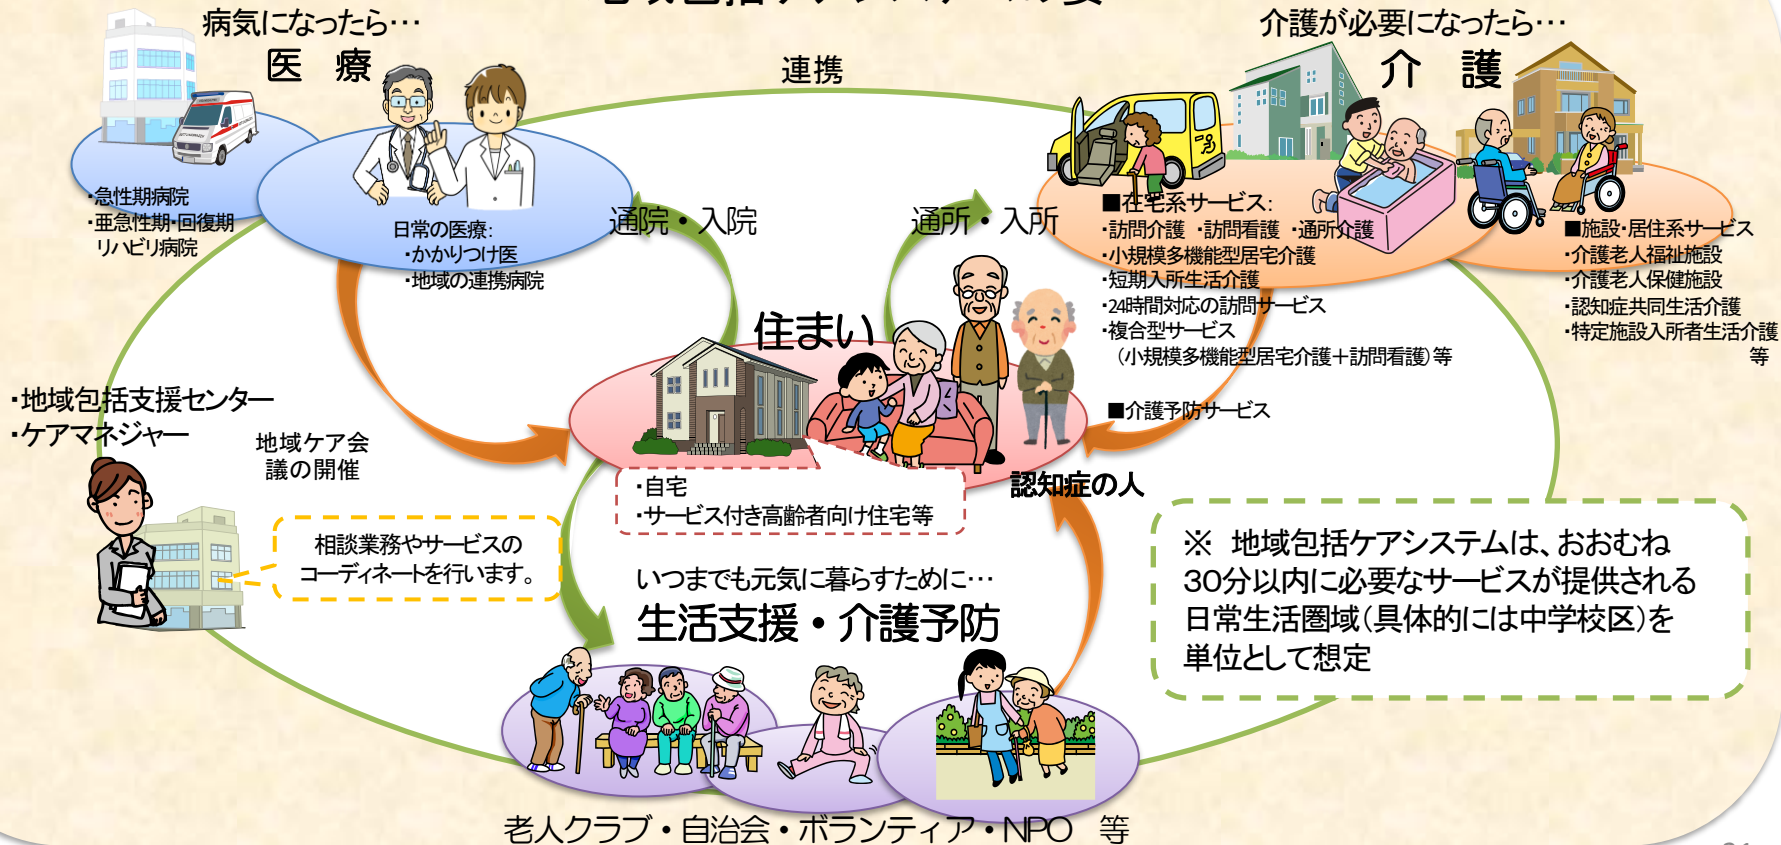 病気になったら…
医 療
連携
介護が必要になったら…
介 護
・急性期病院
・亜急性期・回復期
リハビリ病院
日常の医療:
・かかりつけ医
・地域の連携病院
通院・入院
通所・入所
■在宅系サービス:
・訪問介護 ・訪問看護 ・通所介護
・小規模多機能型居宅介護
・短期入所生活介護
・24時間対応の訪問サービス
・複合型サービス
(小規模多機能型居宅介護+訪問看護)等
■介護予防サービス
■施設・居住系サービス
・介護老人福祉施設
・介護老人保健施設
・認知症共同生活介護
・特定施設入所者生活介護
等
住まい
・自宅
・サービス付き高齢者向け住宅等
認知症の人
・地域包括支援センター
・ケアマネジャー
地域ケア会
議の開催
相談業務やサービスの
コーディネートを行います。
いつまでも元気に暮らすために…
生活支援・介護予防
※ 地域包括ケアシステムは、おおむね
30分以内に必要なサービスが提供される
日常生活圏域(具体的には中学校区)を
単位として想定
老人クラブ・自治会・ボランティア・NPO 等